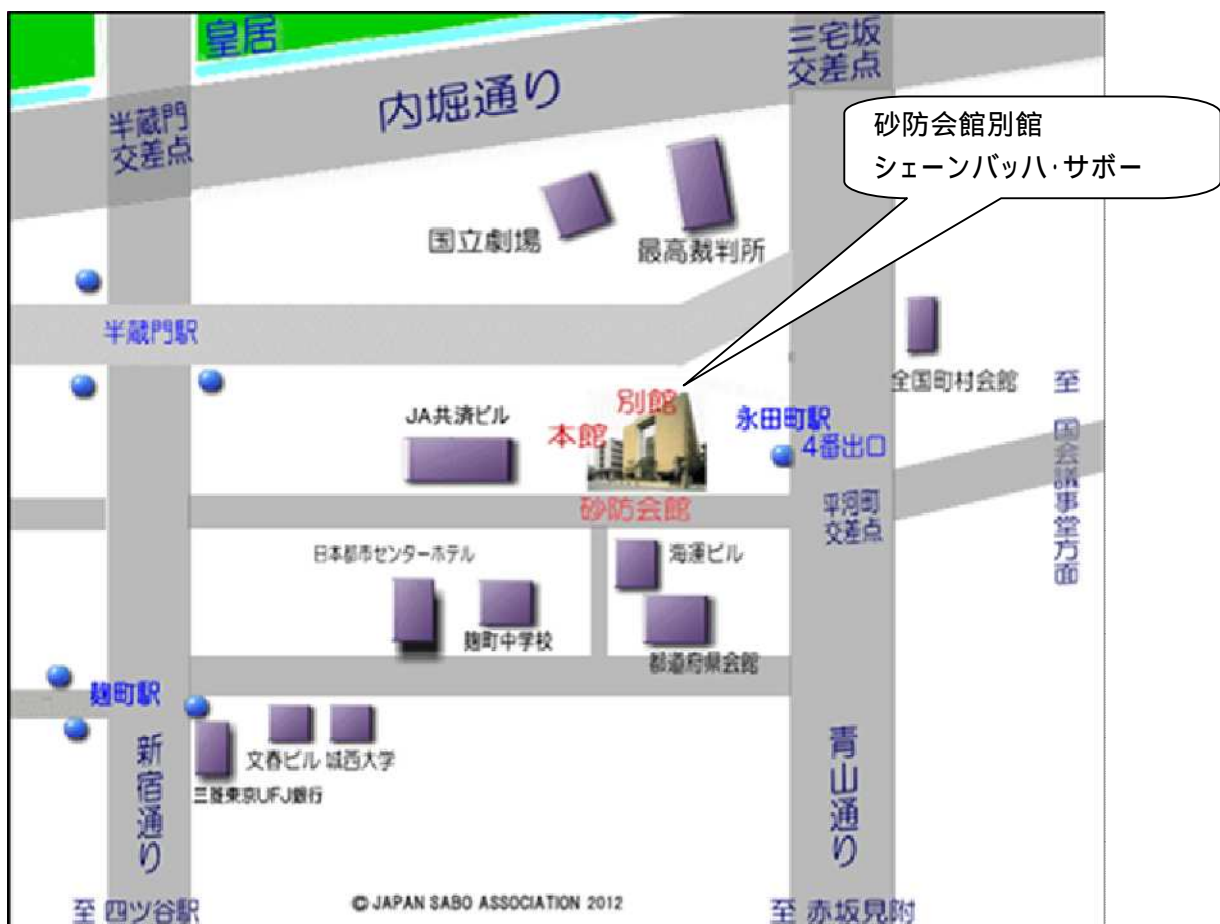 皇居
三宅坂
交差点
内堀通り
半蔵門
交差点
砂防会館別館
シェーンバッハ・サボー
国立劇場
最高裁判所
半蔵門駅
全国町村会館
至 国会議事堂方面
JA共済ビル
別館
本館
永田町駅
4番出口
砂防会館
平河町
交差点
日本都市センターホテル
海運ビル
麹町中学校
都道府県会館
麹町駅
文春ビル
城西大学
三菱東京UFJ銀行
新宿通り
青山通り
至 四ツ谷駅
© JAPAN SABO ASSOCIATION 2012
至 赤坂見附